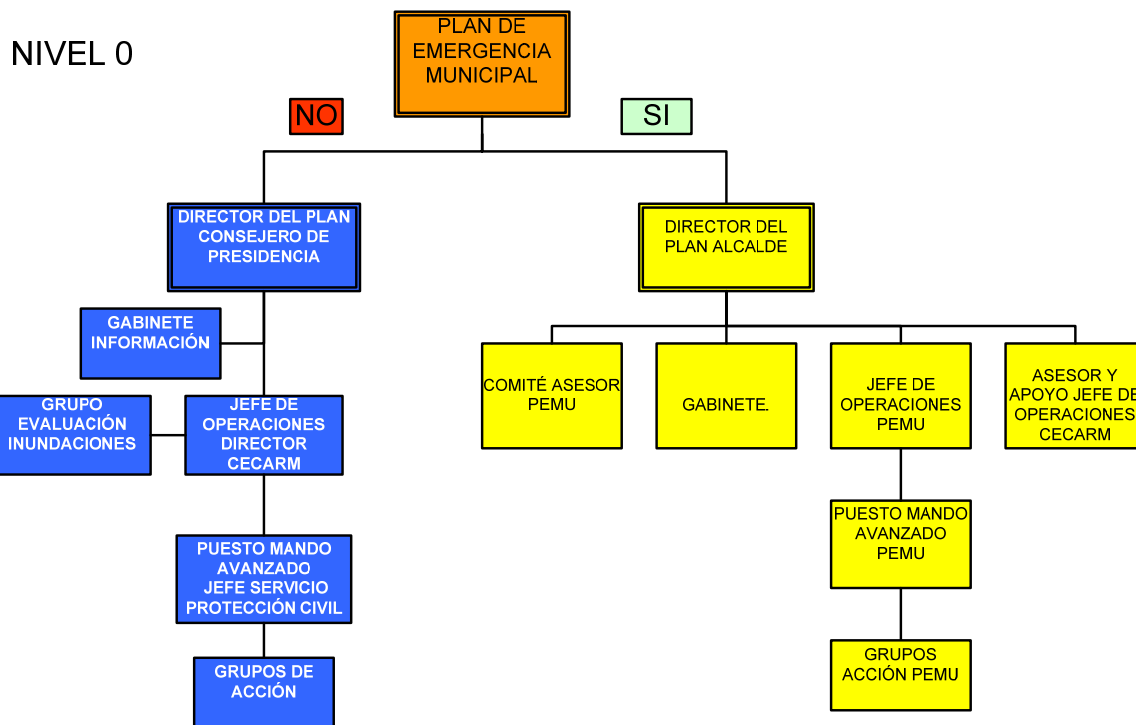 NIVEL 0
PLAN DE
EMERGENCIA
MUNICIPAL
NO
SI
DIRECTOR DEL PLAN
CONSEJERO DE
PRESIDENCIA
DIRECTOR DEL
PLAN ALCALDE
GABINETE
INFORMACIÓN
GRUPO
EVALUACIÓN
INUNDACIONES
JEFE DE
OPERACIONES
DIRECTOR
CECARM
COMITÉ ASESOR
PEMU
GABINETE.
JEFE DE
OPERACIONES
PEMU
ASESOR Y
APOYO JEFE DE
OPERACIONES
CECARM
PUESTO MANDO
AVANZADO
JEFE SERVICIO
PROTECCIÓN CIVIL
PUESTO MANDO
AVANZADO
PEMU
GRUPOS DE
ACCIÓN
GRUPOS
ACCIÓN PEMU